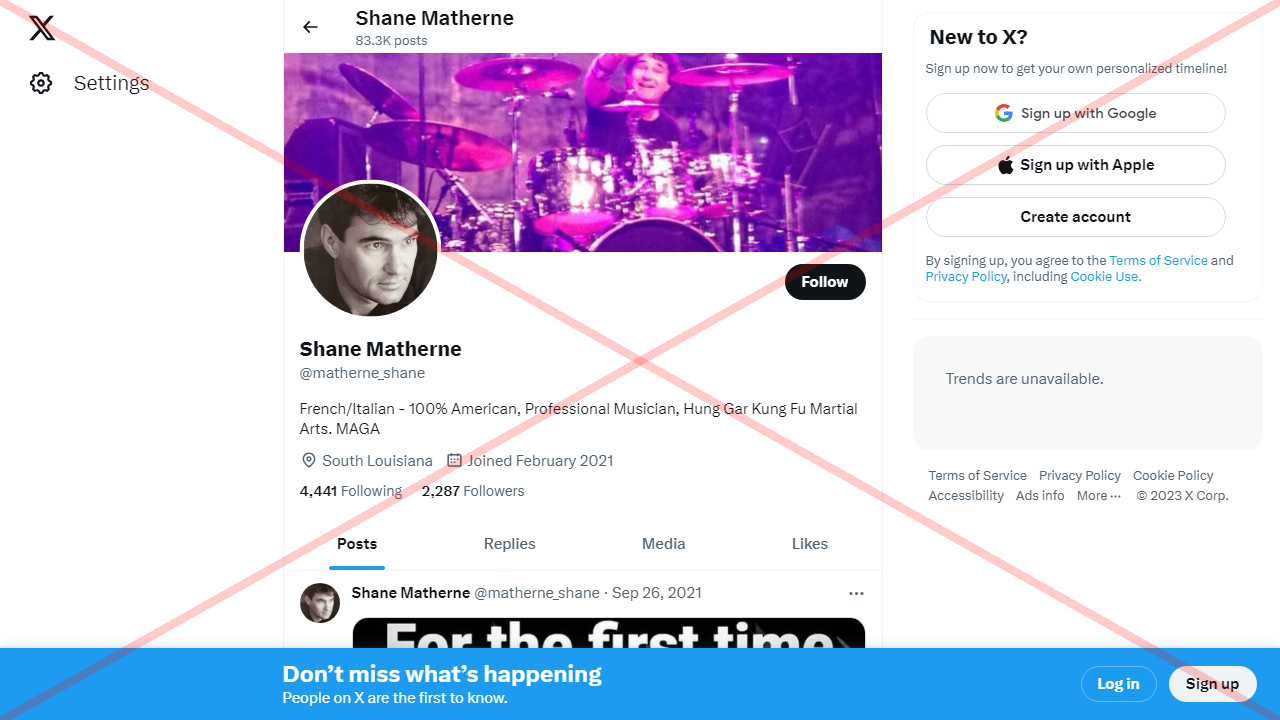 Settings
Shane Matherne
83.3K posts
Follow
Shane Matherne
@matherne_shane
French/Italian - 100% American, Professional Musician, Hung Gar Kung Fu Martial
Arts. MAGA
South Louisiana Joined February 2021
4,441 Following 2,287 Followers
Posts Replies Media Likes
Shane Matherne @matherne_shane · Sep 26, 2021 ···
For the first time
New to X?
Sign up now to get your own personalized timeline!
Sign up with Google
Sign up with Apple
Create account
By signing up, you agree to the Terms of Service and
Privacy Policy, including Cookie Use.
Trends are unavailable.
Terms of Service Privacy Policy Cookie Policy
Accessibility Ads info More ··· © 2023 X Corp.
Don’t miss what’s happening
People on X are the first to know.
Log in Sign up